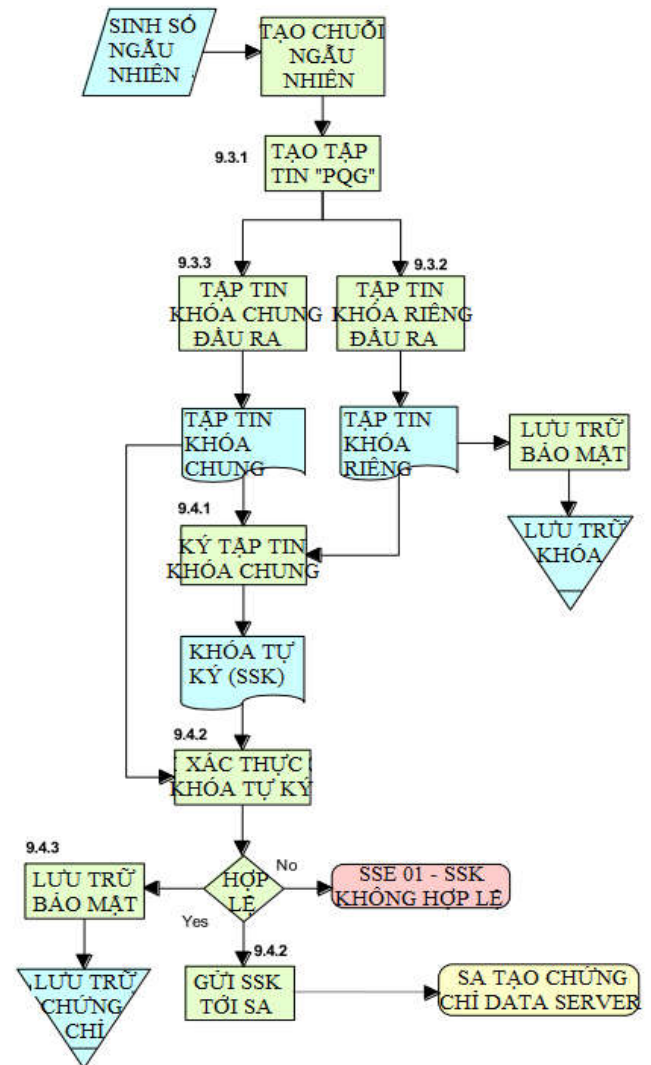 SINH SỐ
NGẪU
NHIÊN
TẠO CHUỖI
NGẪU
NHIÊN
9.3.1
TẠO TẬP
TIN "PQG"
9.3.3
9.3.2
TẬP TIN
KHÓA CHUNG
ĐẦU RA
TẬP TIN
KHÓA RIÊNG
ĐẦU RA
TẬP TIN
KHÓA
CHUNG
TẬP TIN
KHÓA
RIÊNG
LƯU TRỮ
BẢO MẬT
9.4.1
KÝ TẬP TIN
KHÓA CHUNG
LƯU TRỮ
KHÓA
KHÓA TỰ
KÝ (SSK)
9.4.2
XÁC THỰC
KHÓA TỰ KÝ
9.4.3
LƯU TRỮ
BẢO MẬT
HỢP
LỆ
No
SSE 01 - SSK
KHÔNG HỢP LỆ
Yes
9.4.2
LƯU TRỮ
CHỨNG
CHỈ
GỬI SSK
TỚI SA
SA TẠO CHỨNG
CHỈ DATA SERVER